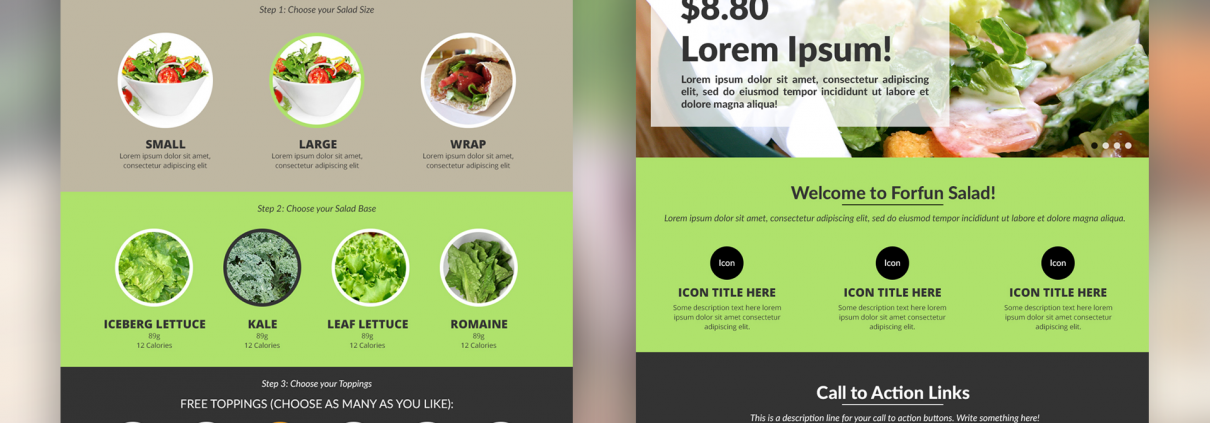 Step 1: Choose your Salad Size
SMALL
Lorem ipsum dolor sit amet,
consectetur adipiscing elit
LARGE
Lorem ipsum dolor sit amet,
consectetur adipiscing elit
WRAP
Lorem ipsum dolor sit amet,
consectetur adipiscing elit
Step 2: Choose your Salad Base
ICEBERG LETTUCE
89g
12 Calories
KALE
89g
12 Calories
LEAF LETTUCE
89g
12 Calories
ROMAINE
89g
12 Calories
Step 3: Choose your Toppings
FREE TOPPINGS (CHOOSE AS MANY AS YOU LIKE):
$8.80
Lorem Ipsum!
Lorem ipsum dolor sit amet, consectetur adipiscing
elit, sed do eiusmod tempor incididunt ut labore et
dolore magna aliqua!
Welcome to Forfun Salad!
Lorem ipsum dolor sit amet, consectetur adipiscing elit, sed do eiusmod tempor incididunt ut labore et dolore magna aliqua.
Icon
ICON TITLE HERE
Some description text here lorem
ipsum dolor sit amet consectetur
adipiscing elit.
Icon
ICON TITLE HERE
Some description text here lorem
ipsum dolor sit amet consectetur
adipiscing elit.
Icon
ICON TITLE HERE
Some description text here lorem
ipsum dolor sit amet consectetur
adipiscing elit.
Call to Action Links
This is a description line for your call to action buttons. Write something here!